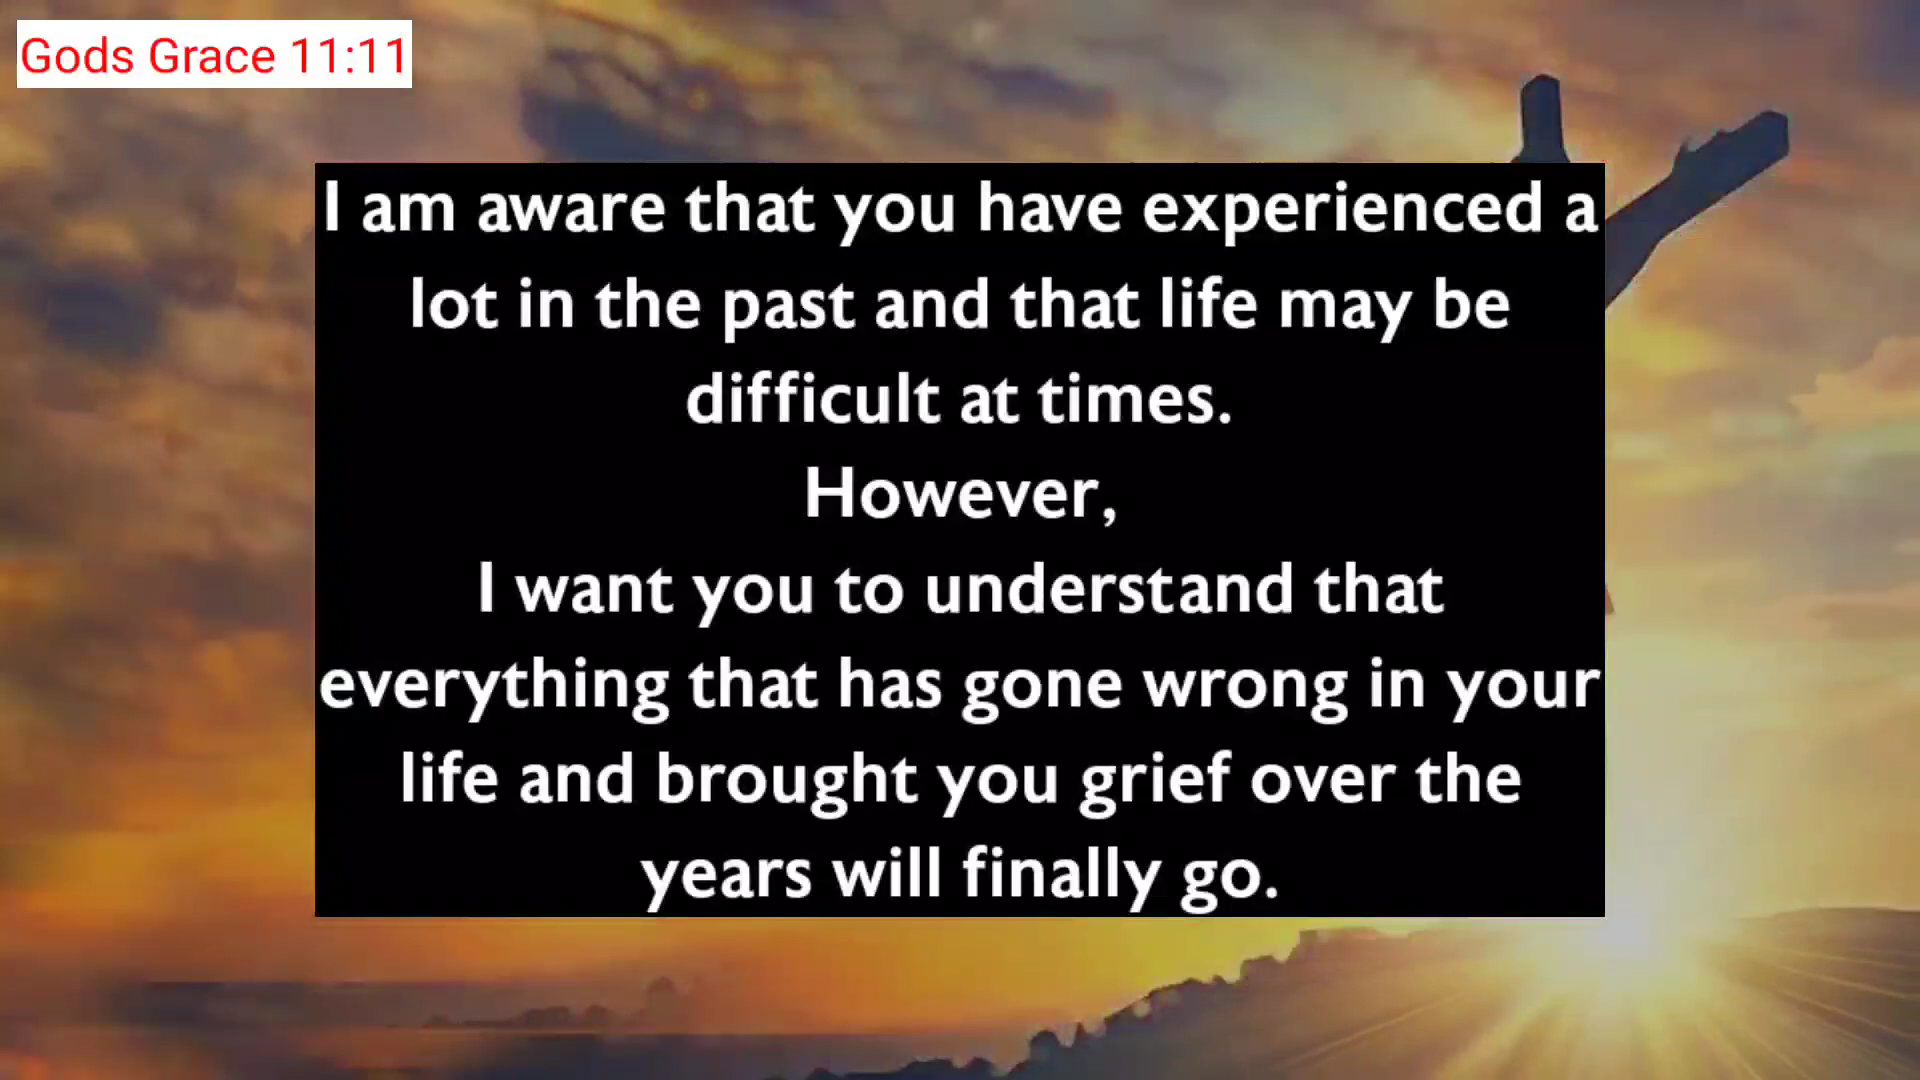 Gods Grace 11:11
I am aware that you have experienced a
lot in the past and that life may be
difficult at times.
However,
I want you to understand that
everything that has gone wrong in your
life and brought you grief over the
years will finally go.